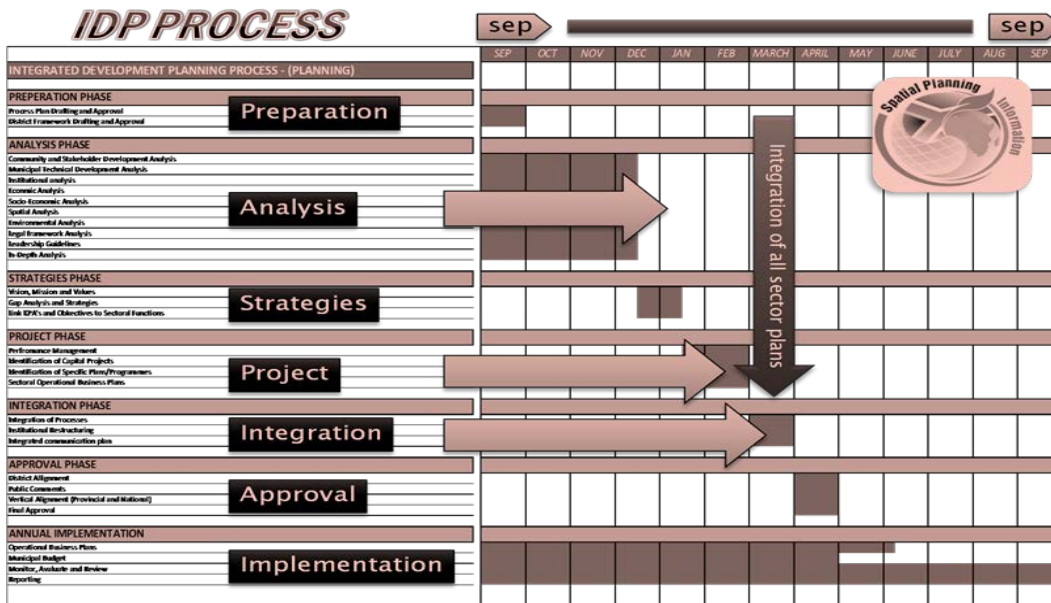 IDP PROCESS
sep
sep
SEP OCT NOV DEC JAN FEB MARCH APRIL MAY JUNE JULY AUG SEP
INTEGRATED DEVELOPMENT PLANNING PROCESS - (PLANNING)
PREPERATION PHASE
Process Plan Drafting and Approval
District Framework Drafting and Approval
Preparation
ANALYSIS PHASE
Community and Stakeholder Development Analysis
Municipal Technical Development Analysis
Institutional analysis
Economic Analysis
Socio-Economic Analysis
Spatial Analysis
Environmental Analysis
Legal framework Analysis
Leadership Guidelines
In-Depth Analysis
Analysis
STRATEGIES PHASE
Vision, Mission and Values
Gap Analysis and Strategies
Link KPA's and Objectives to Sectoral Functions
Strategies
PROJECT PHASE
Performance Management
Identification of Capital Projects
Identification of Specific Plans/Programmes
Sectoral Operational Business Plans
Project
INTEGRATION PHASE
Integration of Processes
Institutional Restructuring
Integrated communication plan
Integration
APPROVAL PHASE
District Allignment
Public Comments
Vertical Alignment (Provincial and National)
Final Approval
Approval
ANNUAL IMPLEMENTATION
Operational Business Plans
Municipal Budget
Monitor, Evaluate and Review
Reporting
Implementation
Integration of all sector plans
Spatial Planning
Information